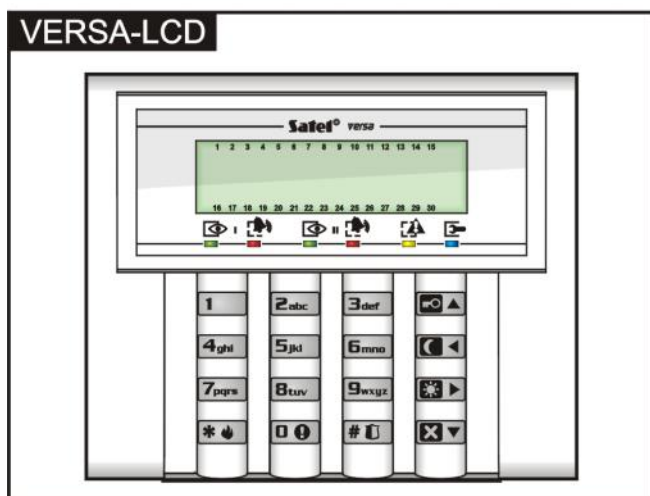 VERSA-LCD
Satel® versa
1 2 3 4 5 6 7 8 9 10 11 12 13 14 15
16 17 18 19 20 21 22 23 24 25 26 27 28 29 30
I II
1 2abc 3def
4ghi 5jkl 6mno
7pqrs 8tuv 9wxyz
* 0 #